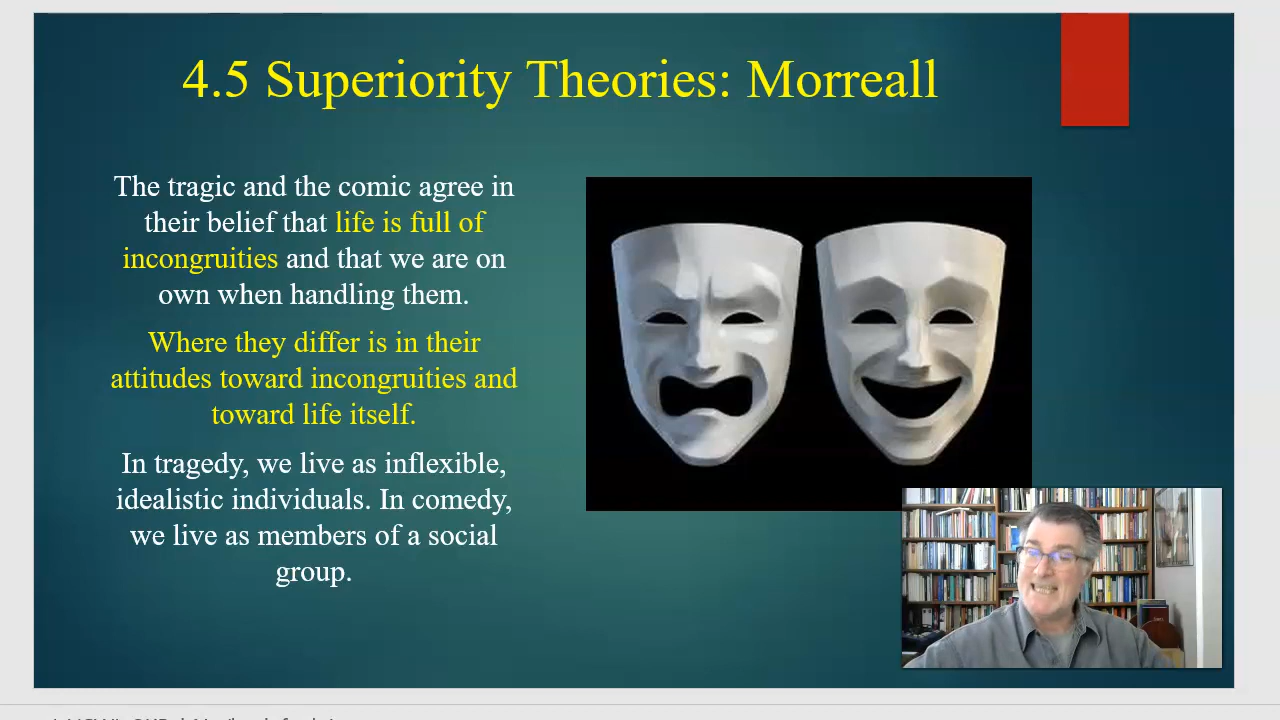 4.5 Superiority Theories: Morreall
The tragic and the comic agree in
their belief that life is full of
incongruities and that we are on
own when handling them.
Where they differ is in their
attitudes toward incongruities and
toward life itself.
In tragedy, we live as inflexible,
idealistic individuals. In comedy,
we live as members of a social
group.